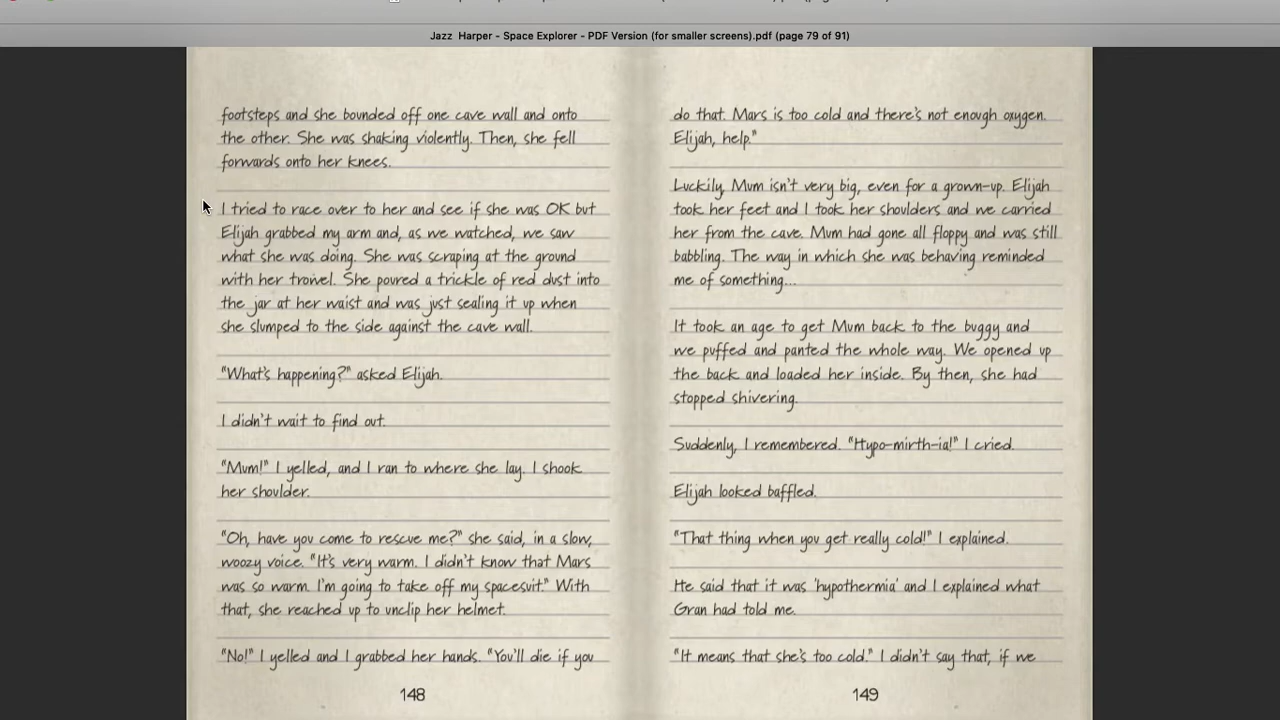 Jazz  Harper - Space Explorer - PDF Version (for smaller screens).pdf (page 79 of 91)
footsteps and she bounded off one cave wall and onto
the other. She was shaking violently. Then, she fell
forwards onto her knees.
I tried to race over to her and see if she was OK but
Elijah grabbed my arm and, as we watched, we saw
what she was doing. She was scraping at the ground
with her trowel. She poured a trickle of red dust into
the jar at her waist and was just sealing it up when
she slumped to the side against the cave wall.
"What's happening?" asked Elijah.
I didn't wait to find out.
"Mum!" I yelled, and I ran to where she lay. I shook
her shoulder.
"Oh, have you come to rescue me?" she said, in a slow,
woozy voice. "It's very warm. I didn't know that Mars
was so warm. I'm going to take off my spacesuit." With
that, she reached up to unclip her helmet.
"No!" I yelled and I grabbed her hands. "You'll die if you
148
do that. Mars is too cold and there's not enough oxygen.
Elijah, help."
Luckily, Mum isn't very big, even for a grown-up. Elijah
took her feet and I took her shoulders and we carried
her from the cave. Mum had gone all floppy and was still
babbling. The way in which she was behaving reminded
me of something...
It took an age to get Mum back to the buggy and
we puffed and panted the whole way. We opened up
the back and loaded her inside. By then, she had
stopped shivering.
Suddenly, I remembered. "Hypo-mirth-ia!" I cried.
Elijah looked baffled.
"That thing when you get really cold!" I explained.
He said that it was 'hypothermia' and I explained what
Gran had told me.
"It means that she's too cold." I didn't say that, if we
149